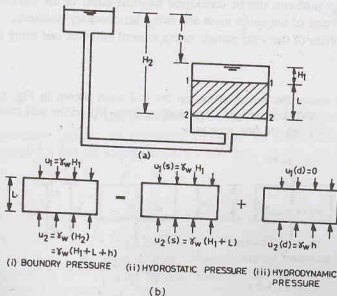 H₂
h
H₁
L
1
1
2
2
(a)
u₁=γw H₁
L
u₂=γw(H₂)
=γw(H₁+L+h)
−
u₁(s)=γw H₁
u₂(s)=γw(H₁+L)
+
u₁(d)=0
u₂(d)=γw h
(i) BOUNDRY PRESSURE
(ii) HYDROSTATIC PRESSURE
(iii) HYDRODYNAMIC
PRESSURE
(b)